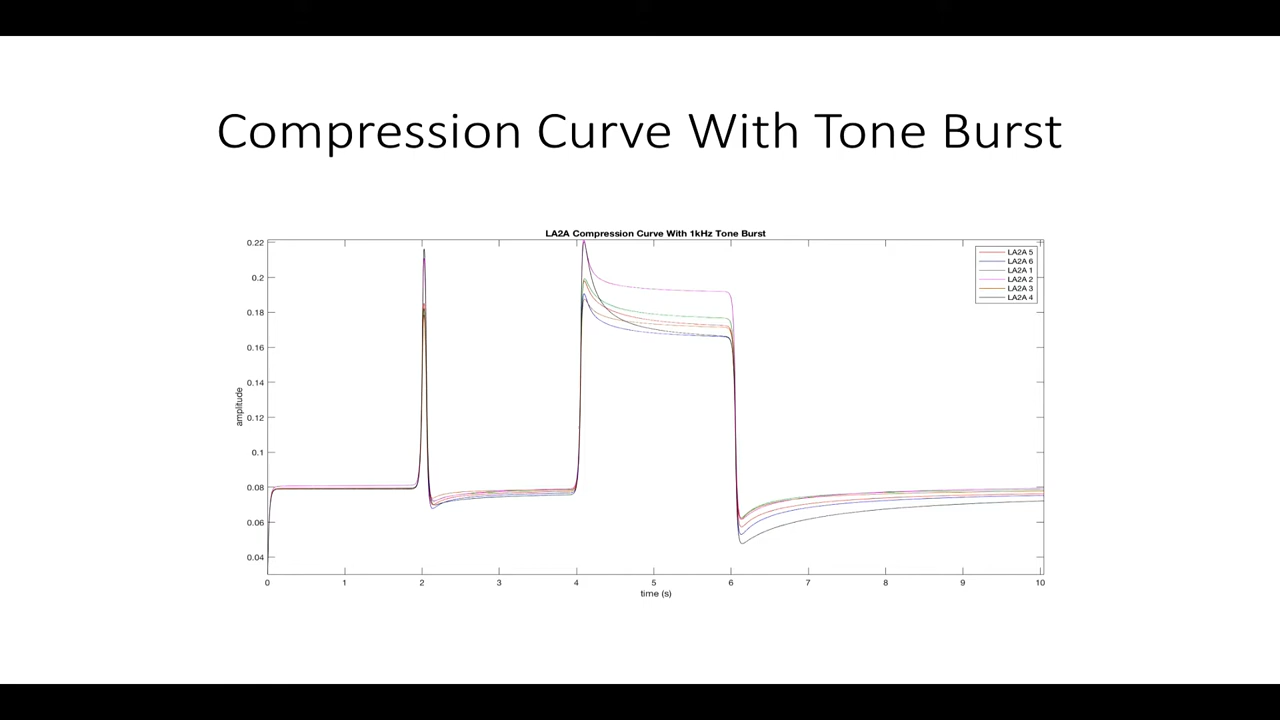 Compression Curve With Tone Burst
LA2A Compression Curve With 1kHz Tone Burst
0.22
0.2
0.18
0.16
0.14
0.12
0.1
0.08
0.06
0.04
amplitude
LA2A 5
LA2A 6
LA2A 1
LA2A 2
LA2A 3
LA2A 4
0 1 2 3 4 5 6 7 8 9 10
time (s)